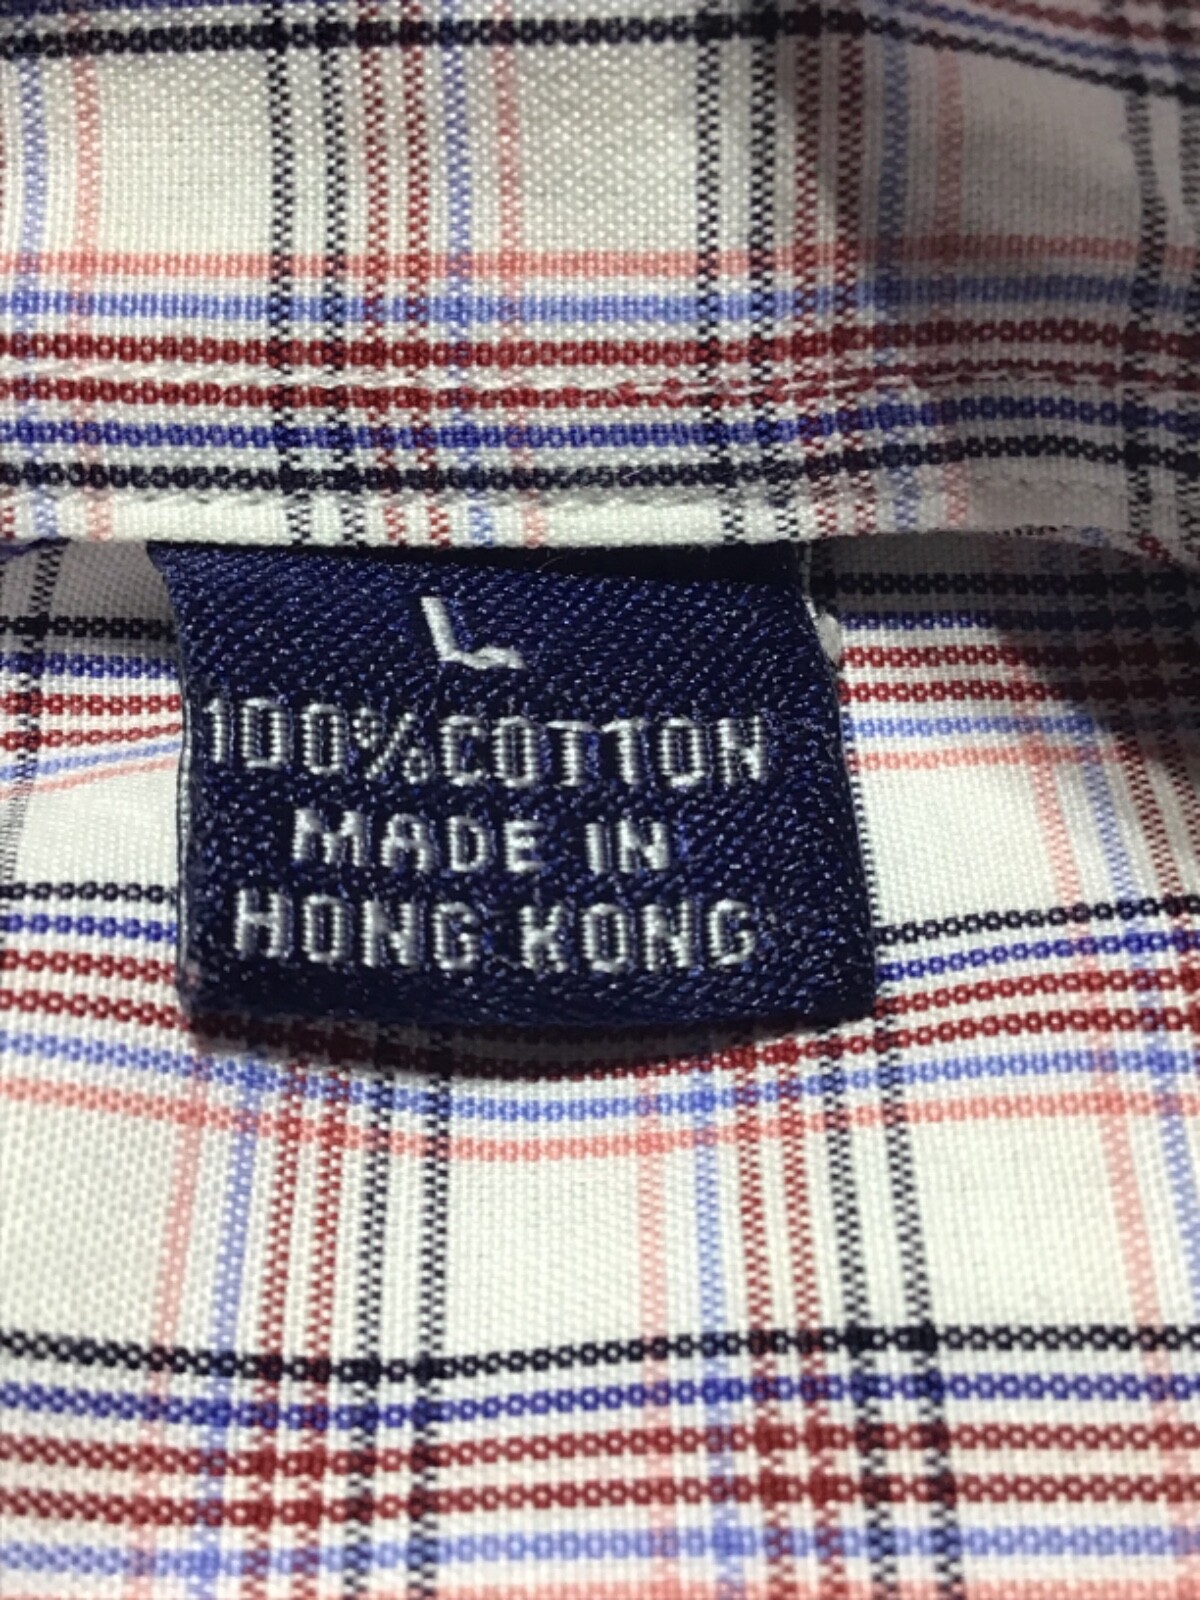 L
100% COTTON
MADE IN
HONG KONG